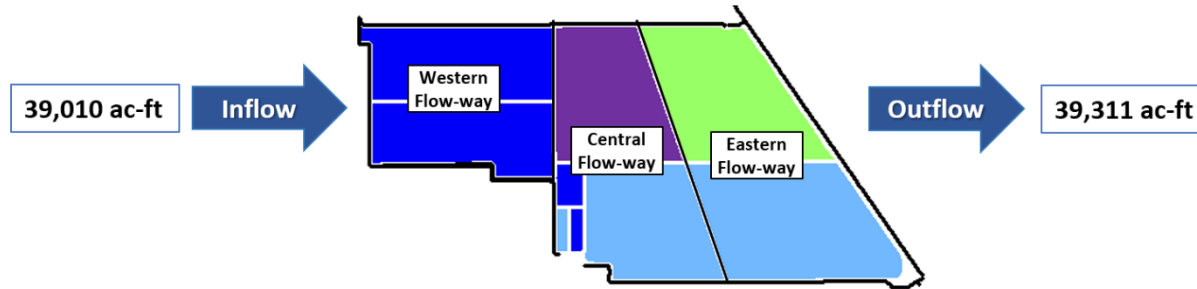 39,010 ac-ft
Inflow
Western
Flow-way
Central
Flow-way
Eastern
Flow-way
Outflow
39,311 ac-ft